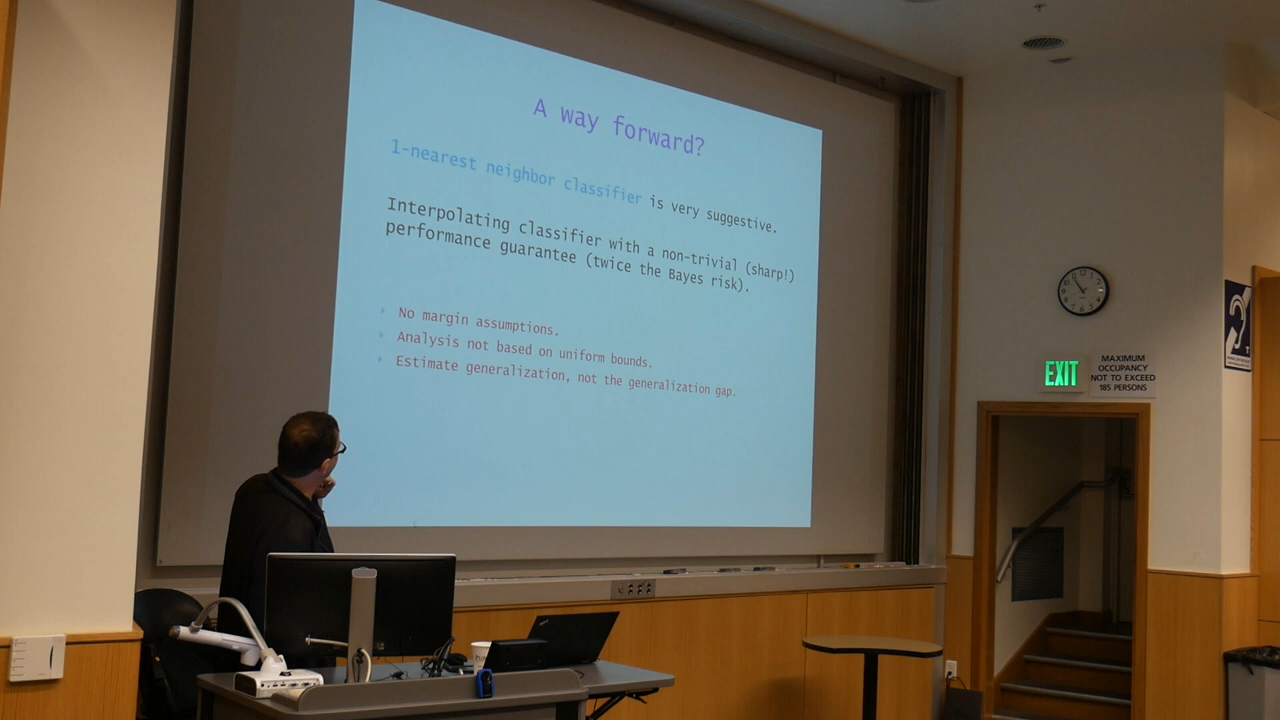 A way forward?
1-nearest neighbor classifier is very suggestive.
Interpolating classifier with a non-trivial (sharp!)
performance guarantee (twice the Bayes risk).
No margin assumptions.
Analysis not based on uniform bounds.
Estimate generalization, not the generalization gap.
EXIT
MAXIMUM
OCCUPANCY
NOT TO EXCEED
185 PERSONS